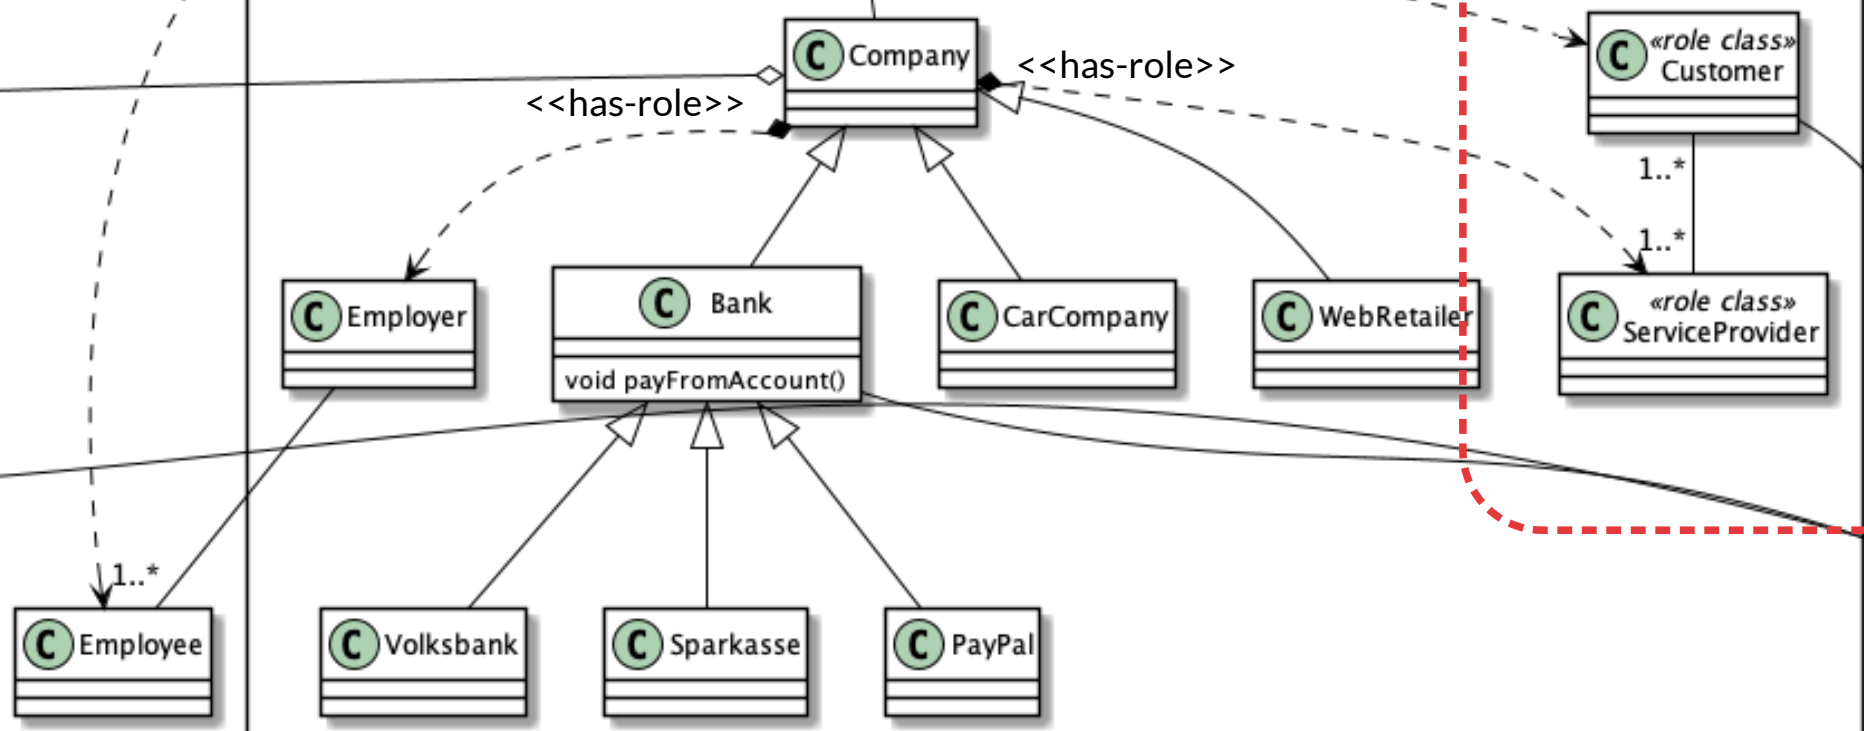 C Company
<<has-role>>
<<has-role>>
C «role class»
Customer
1..*
1..*
C Employer
C Bank
void payFromAccount()
C CarCompany
C WebRetailer
C «role class»
ServiceProvider
1..*
C Employee
C Volksbank
C Sparkasse
C PayPal